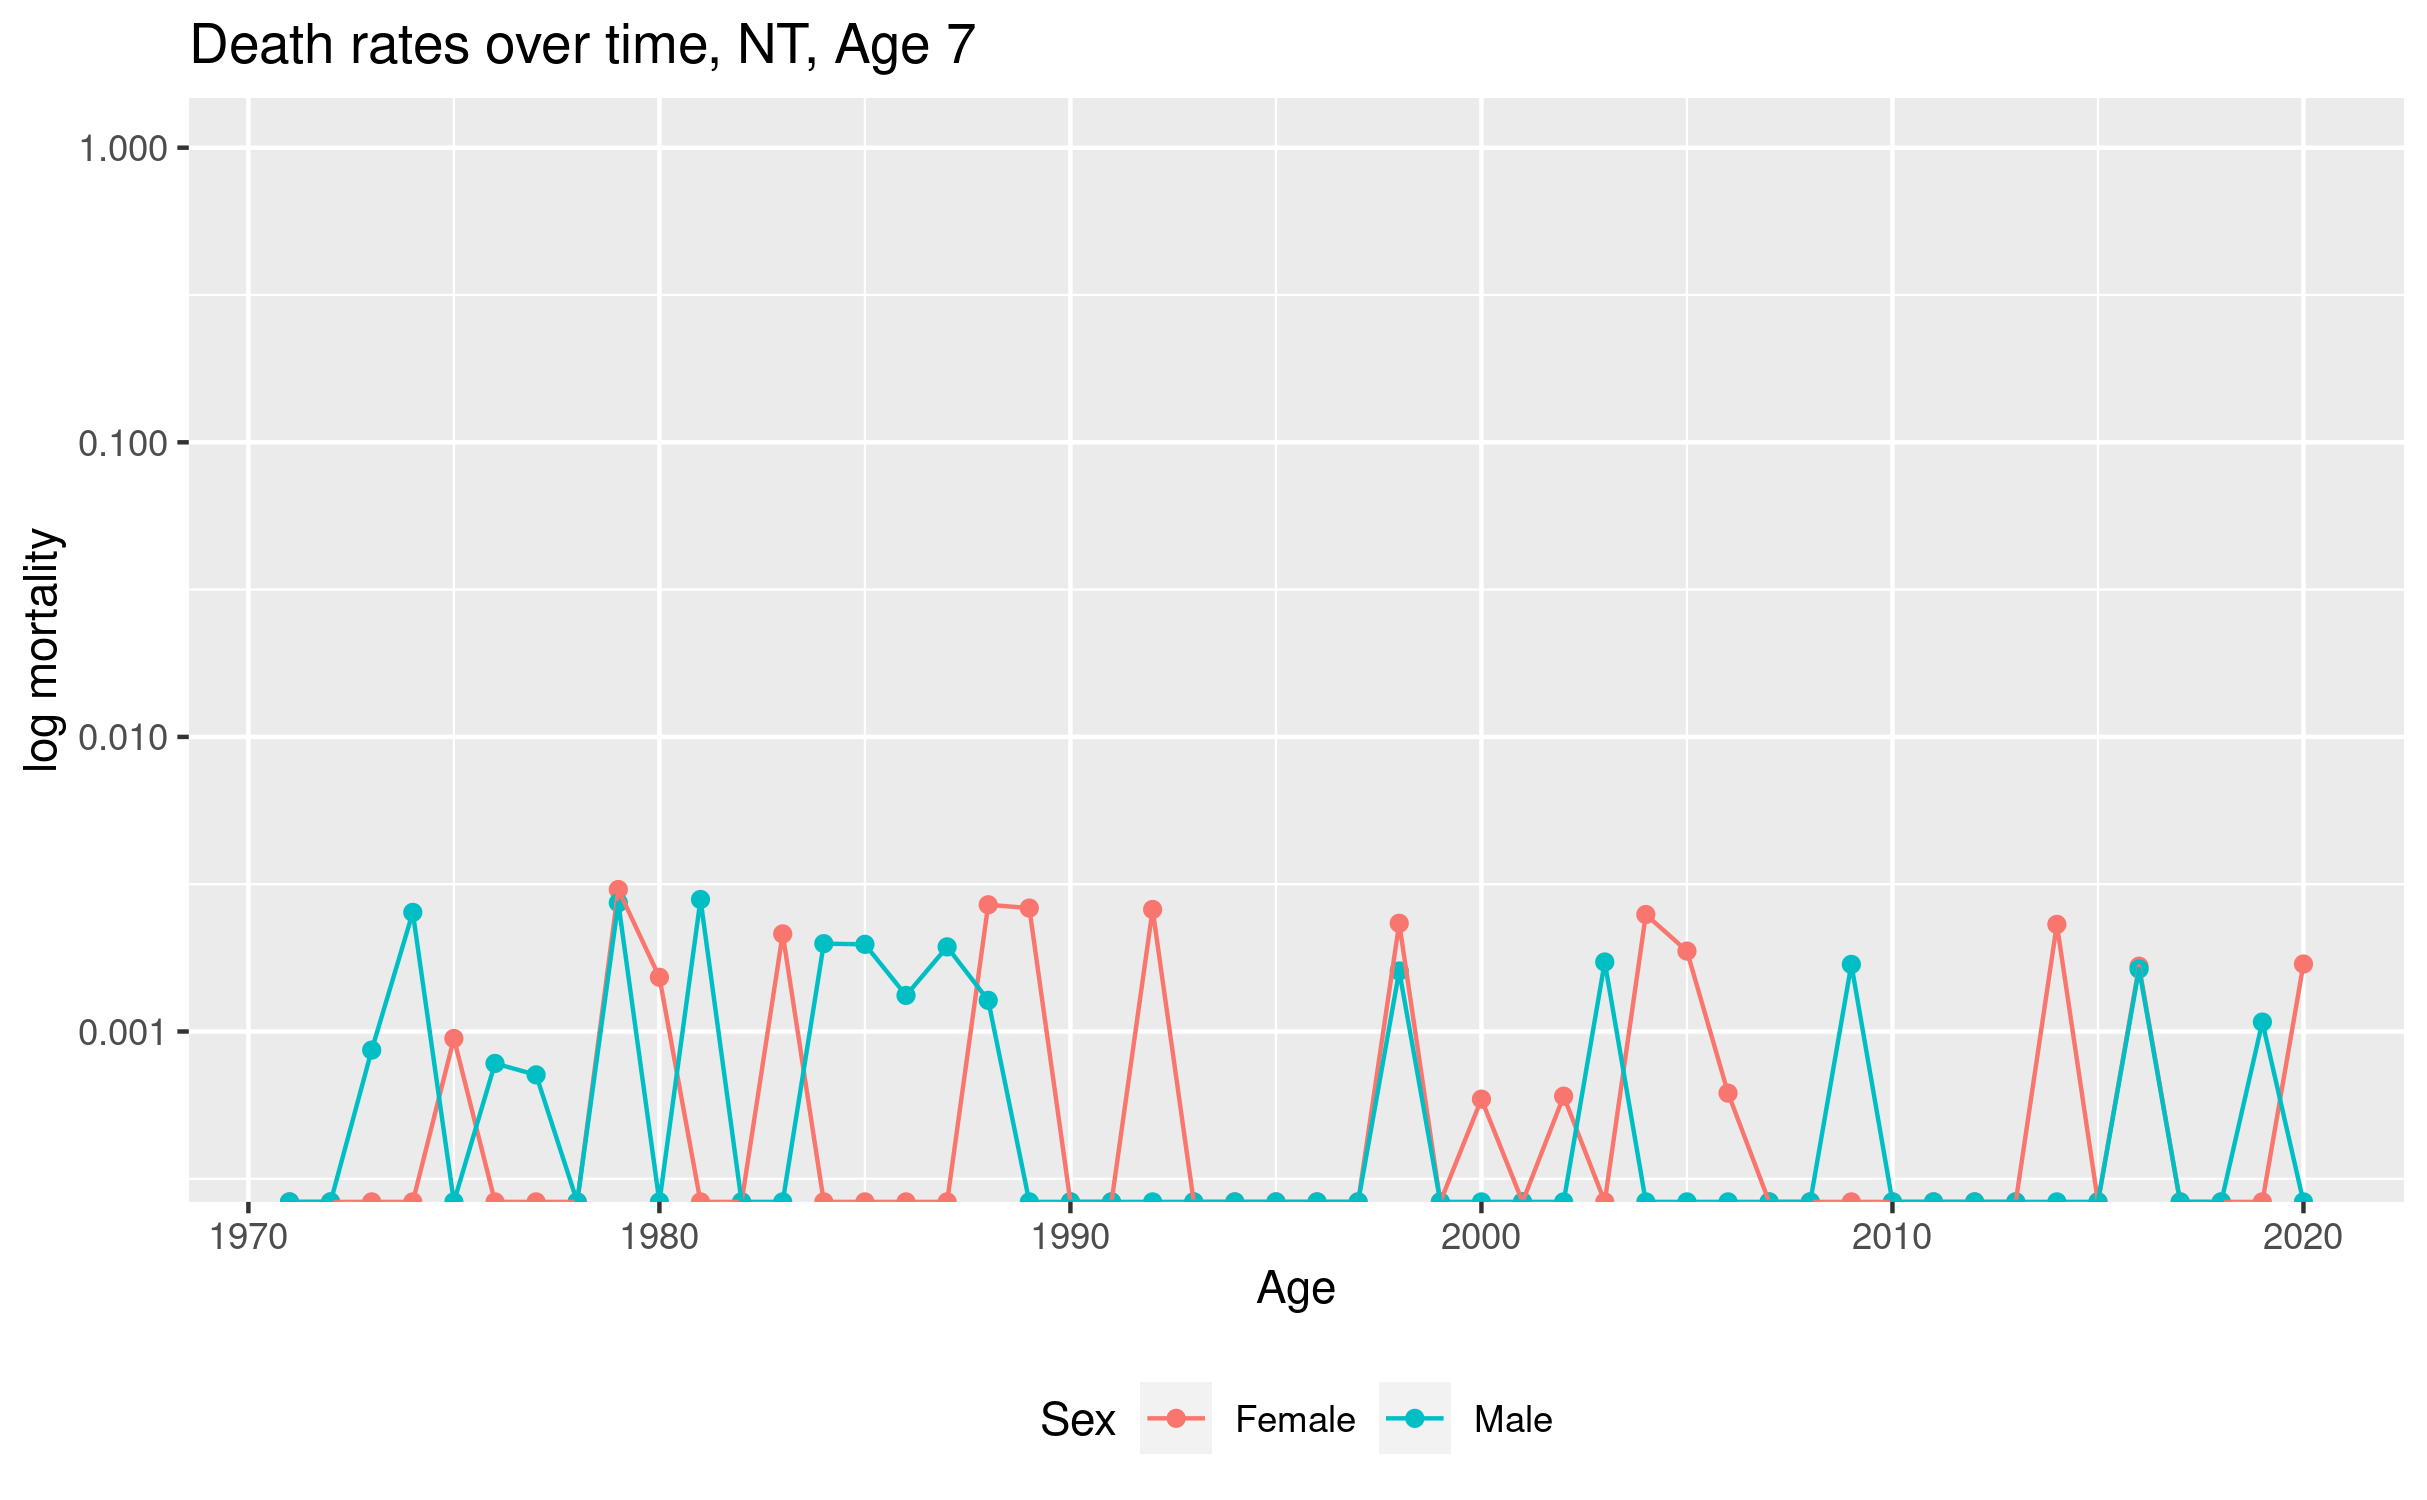 Death rates over time, NT, Age 7
1.000
0.100
0.010
0.001
log mortality
1970 1980 1990 2000 2010 2020
Age
Sex Female Male